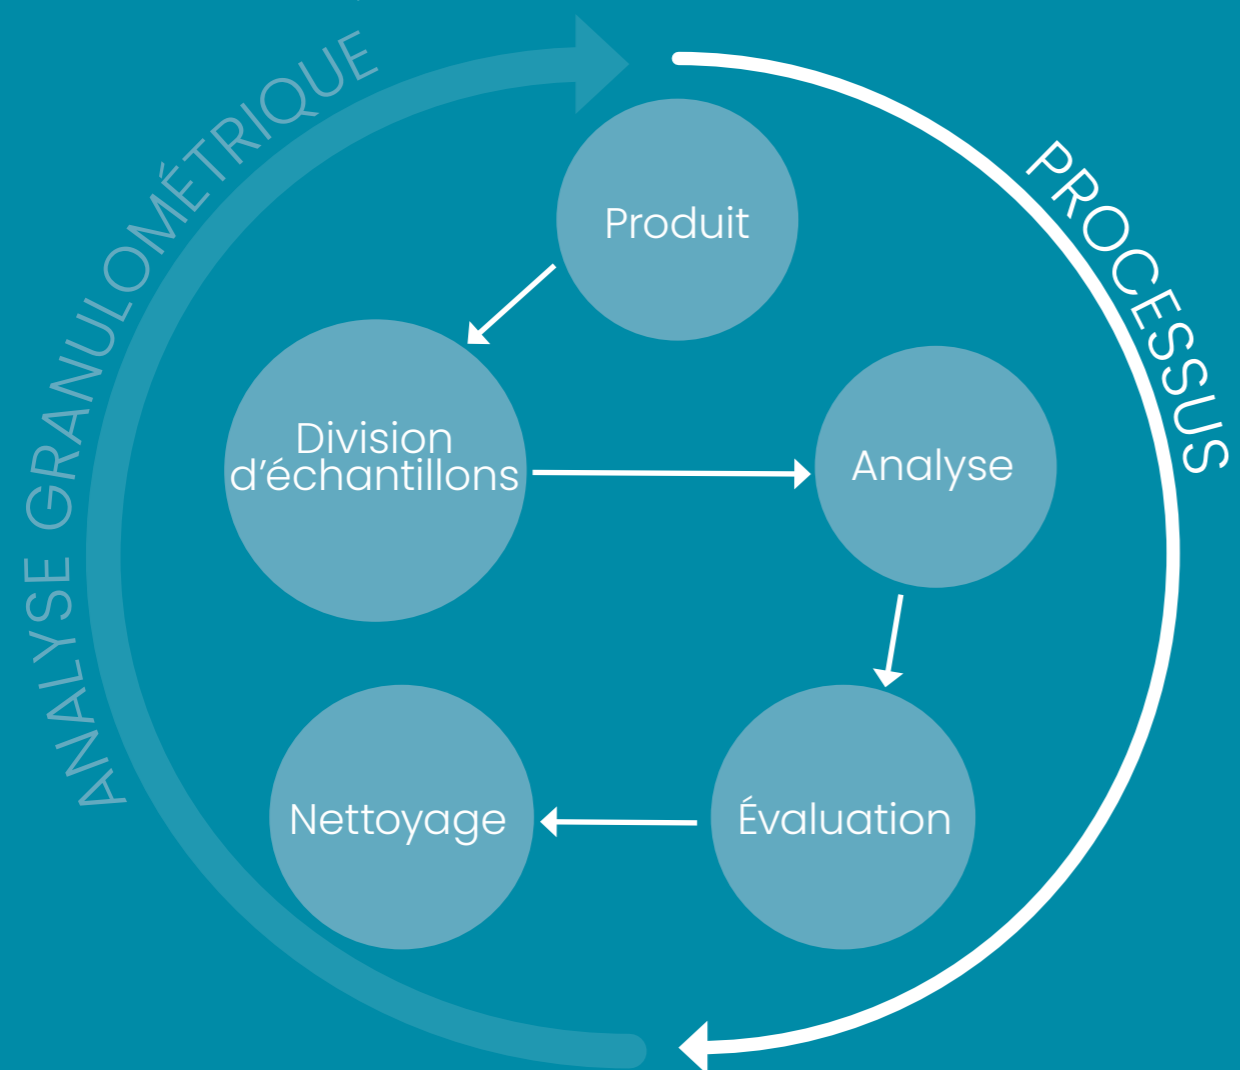 ANALYSE GRANULOMÉTRIQUE
PROCESSUS
Produit
Division
d’échantillons
Analyse
Évaluation
Nettoyage